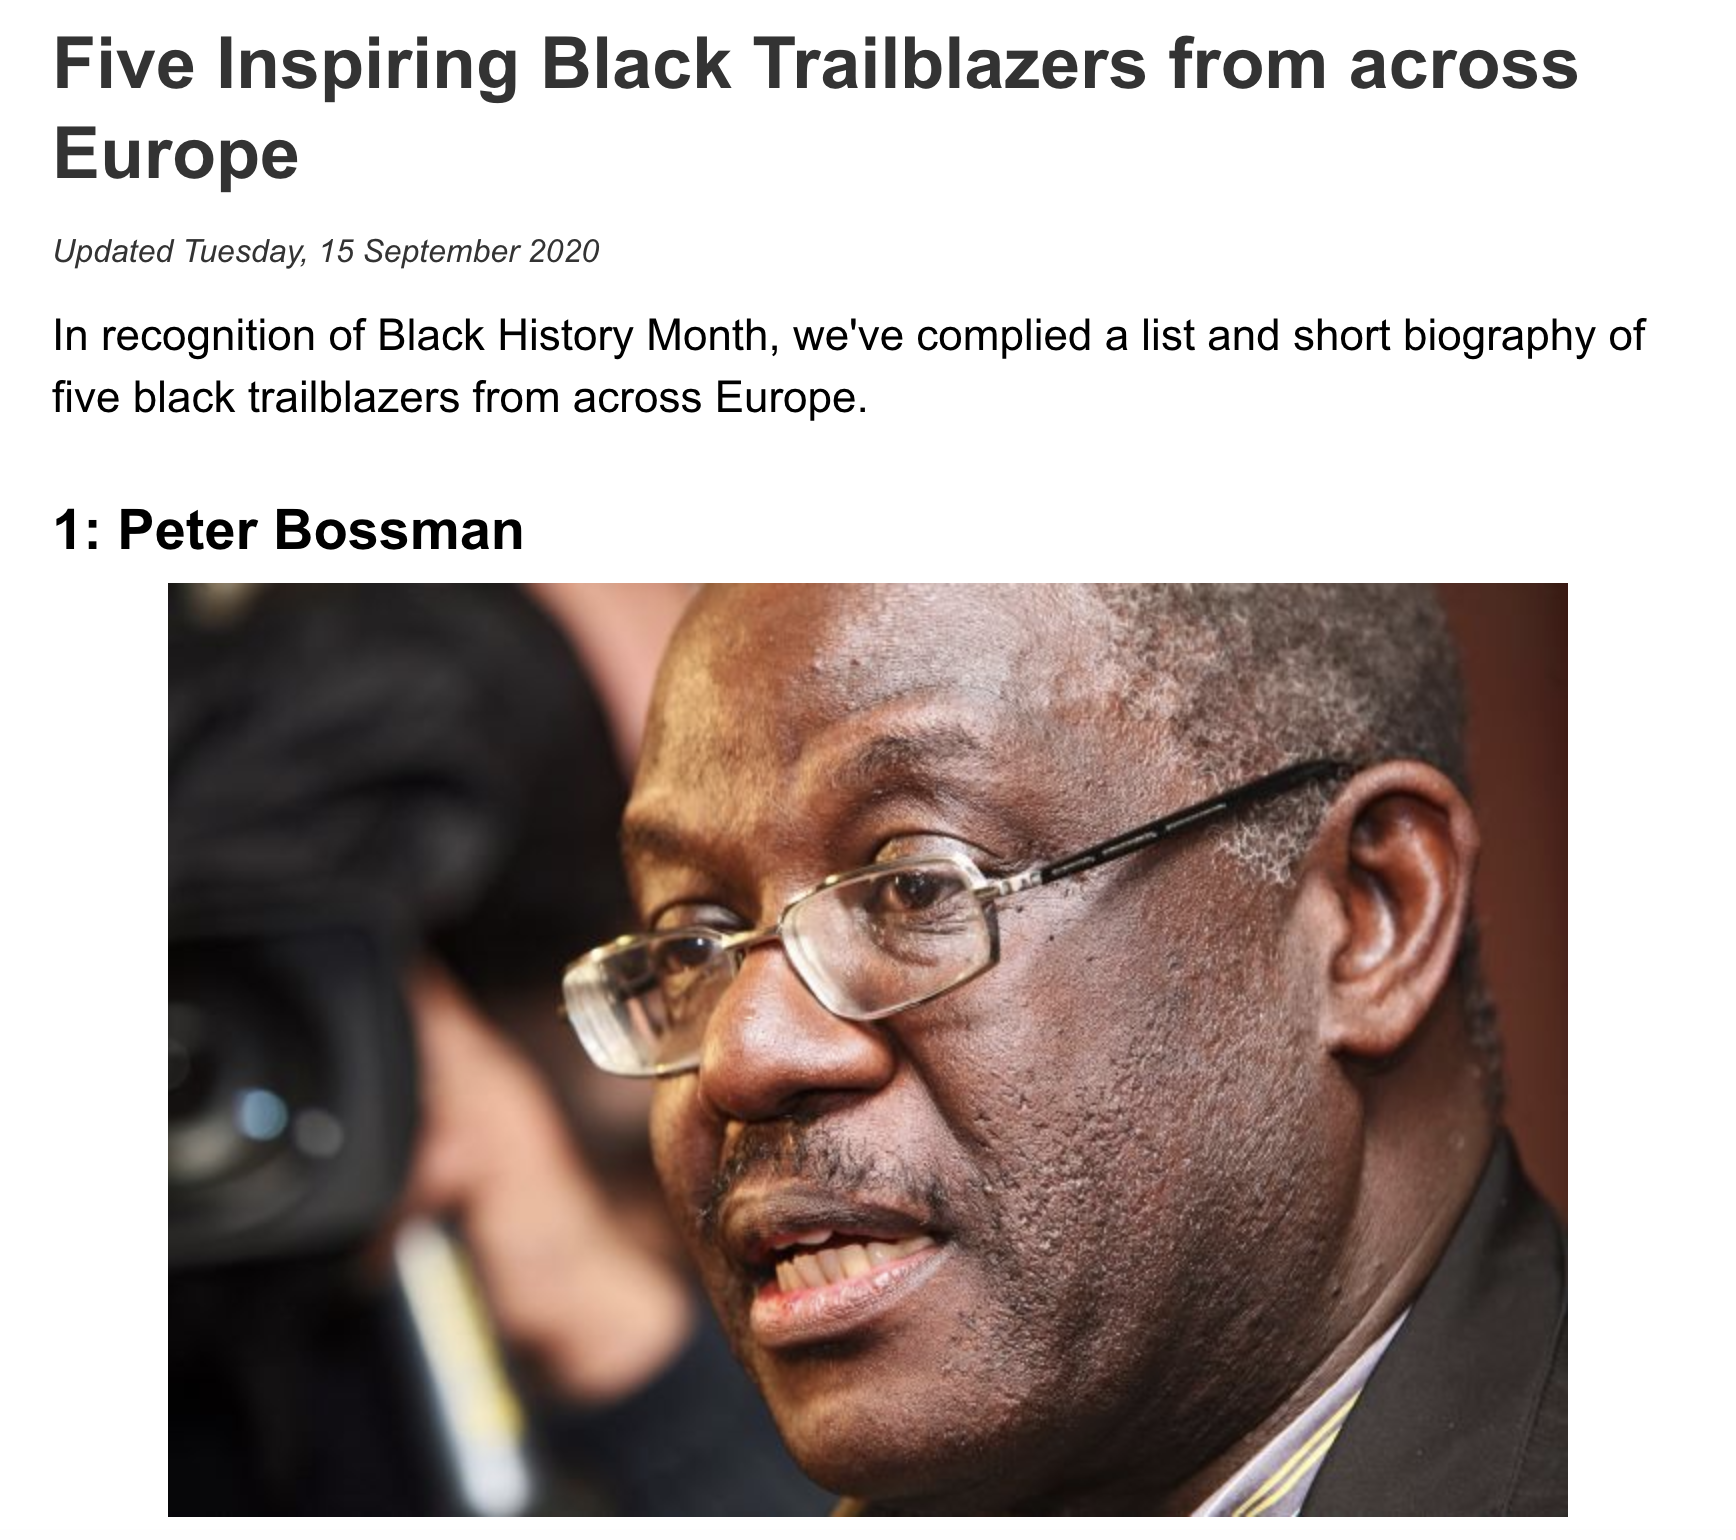 Five Inspiring Black Trailblazers from across
Europe
Updated Tuesday, 15 September 2020
In recognition of Black History Month, we've complied a list and short biography of
five black trailblazers from across Europe.
1: Peter Bossman